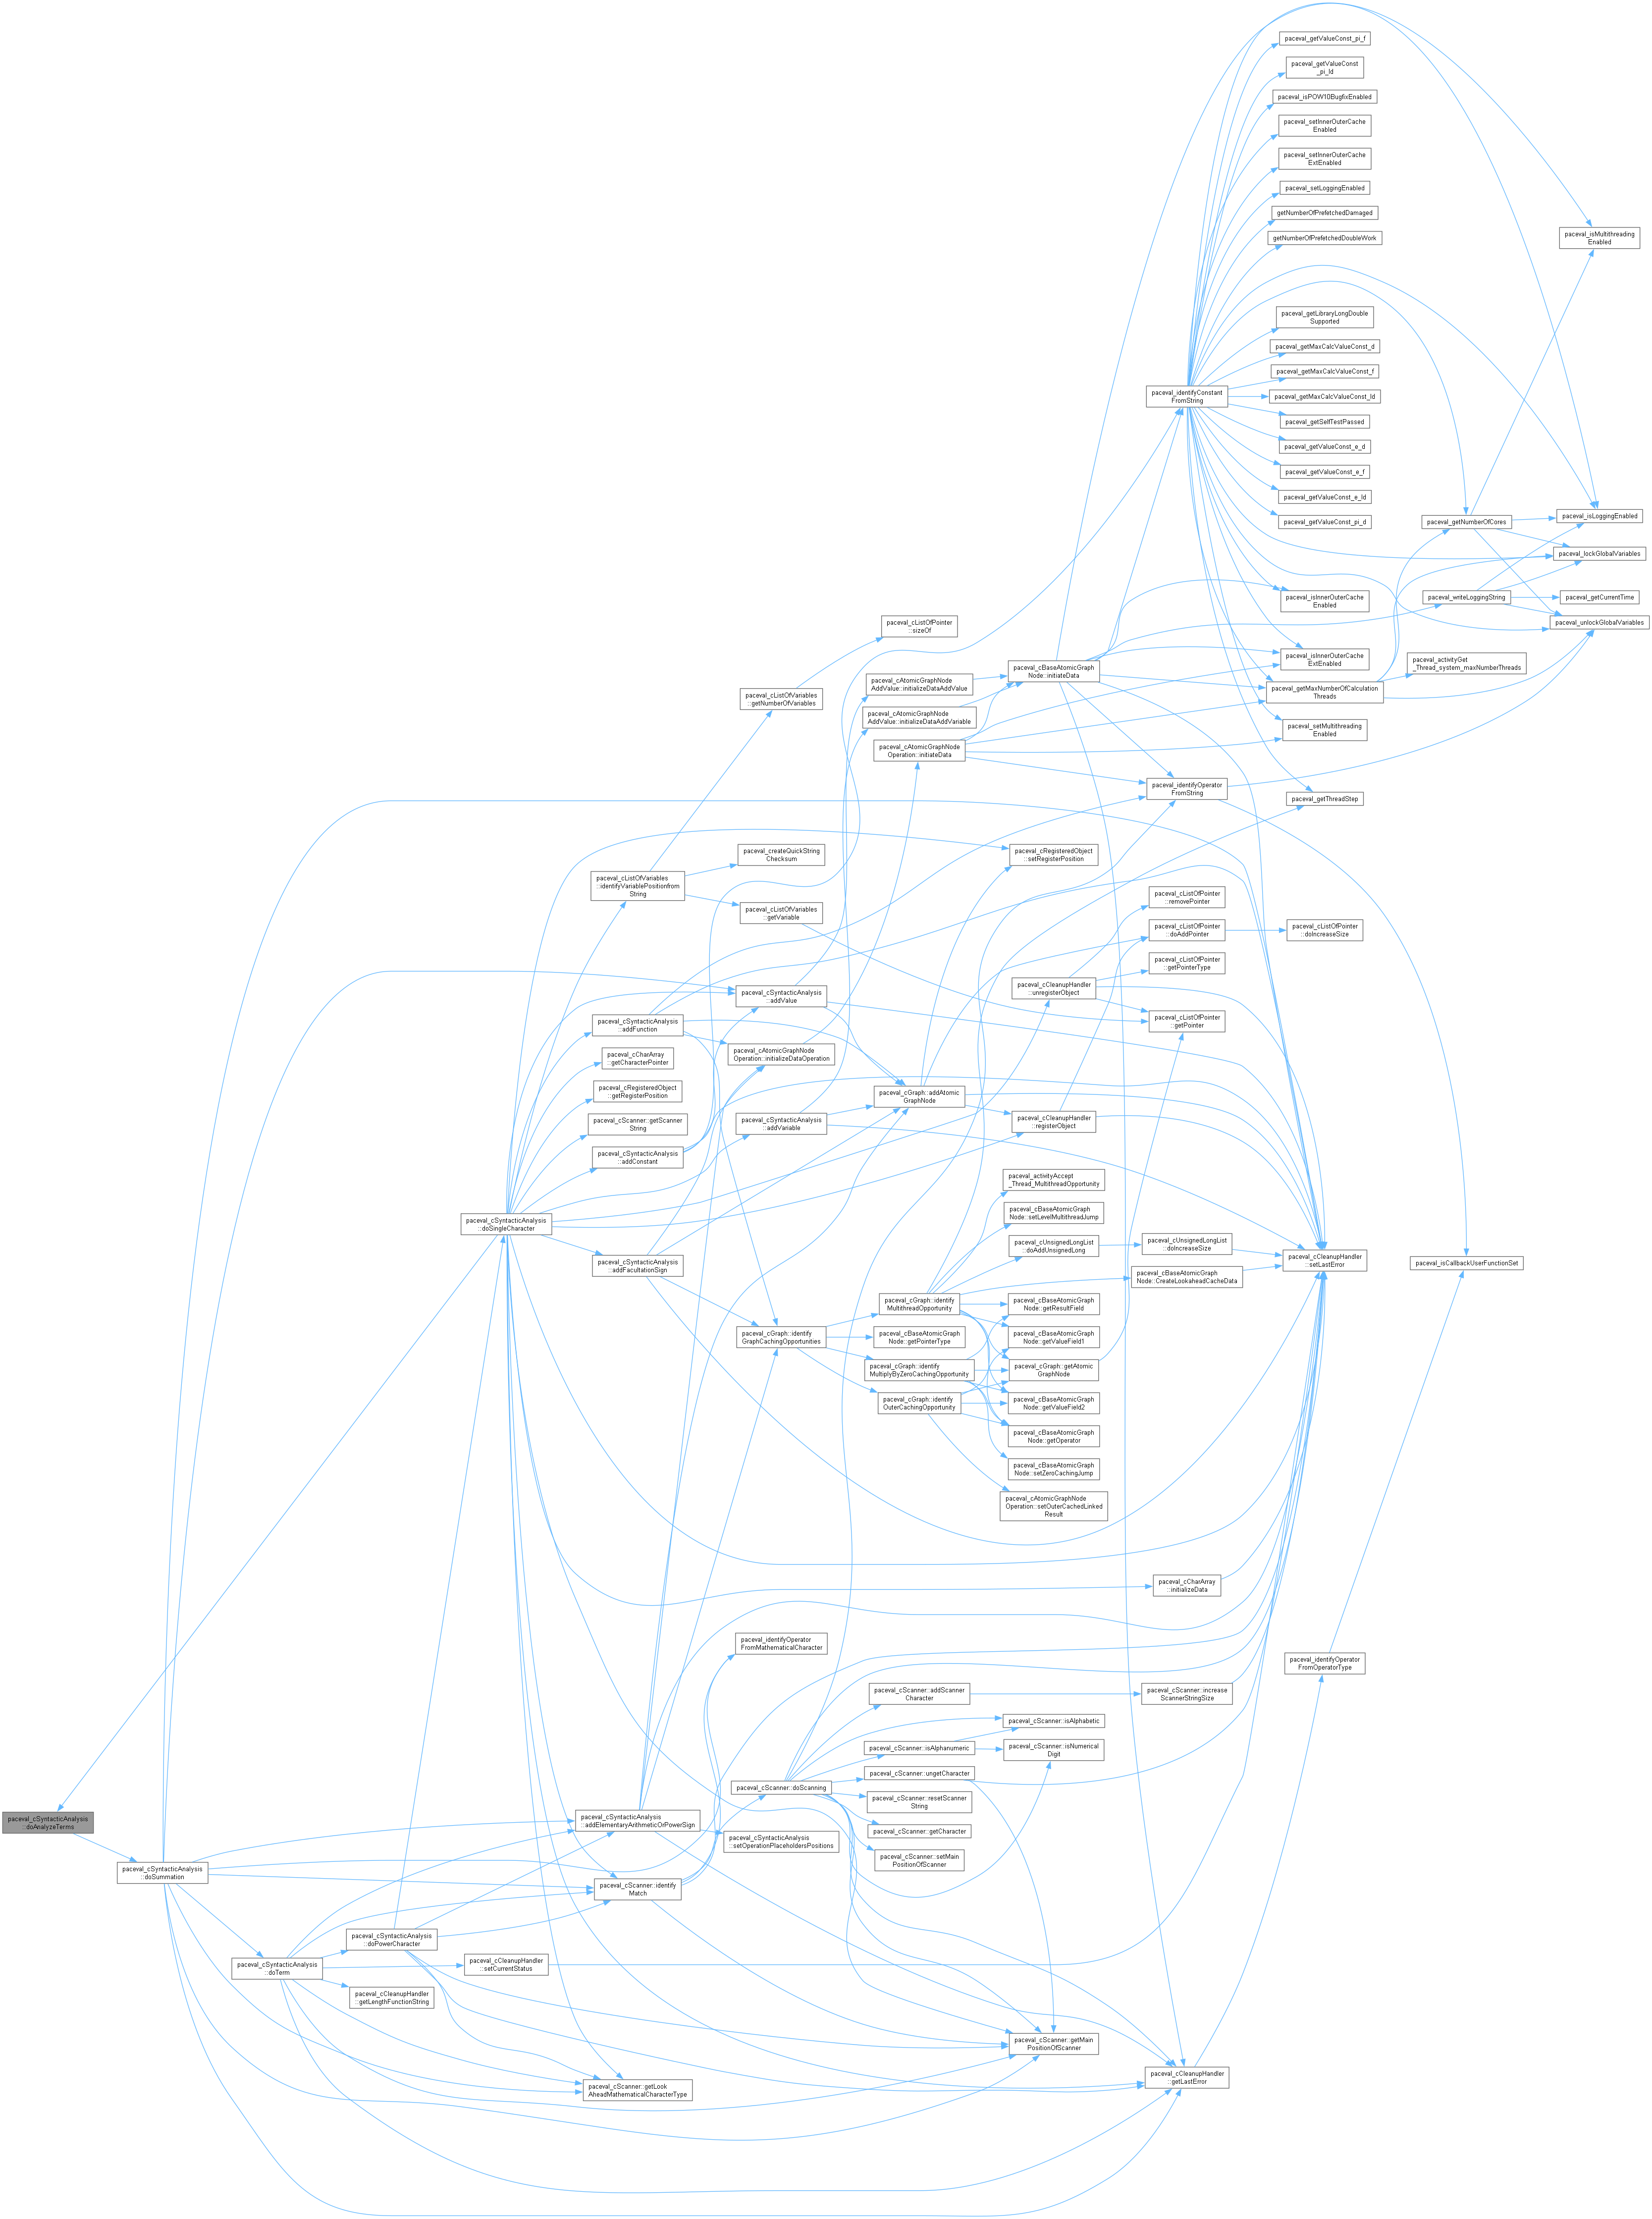 paceval_getValueConst_pi_f
paceval_getValueConst
_pi_ld
paceval_isPOW10BugfixEnabled
paceval_setInnerOuterCache
Enabled
paceval_setInnerOuterCache
ExtEnabled
paceval_setLoggingEnabled
getNumberOfPrefetchedDamaged
getNumberOfPrefetchedDoubleWork
paceval_isMultithreading
Enabled
paceval_getLibraryLongDouble
Supported
paceval_getMaxCalcValueConst_d
paceval_getMaxCalcValueConst_f
paceval_identifyConstant
FromString
paceval_getMaxCalcValueConst_ld
paceval_getSelfTestPassed
paceval_getValueConst_e_d
paceval_getValueConst_e_f
paceval_getValueConst_e_ld
paceval_getValueConst_pi_d
paceval_getNumberOfCores
paceval_isLoggingEnabled
paceval_lockGlobalVariables
paceval_isInnerOuterCache
Enabled
paceval_writeLoggingString
paceval_getCurrentTime
paceval_unlockGlobalVariables
paceval_cListOfPointer
::sizeOf
paceval_isInnerOuterCache
ExtEnabled
paceval_activityGet
_Thread_system_maxNumberThreads
paceval_cBaseAtomicGraph
Node::initiateData
paceval_cAtomicGraphNode
AddValue::initializeDataAddValue
paceval_getMaxNumberOfCalculation
Threads
paceval_cListOfVariables
::getNumberOfVariables
paceval_cAtomicGraphNode
AddValue::initializeDataAddVariable
paceval_setMultithreading
Enabled
paceval_cAtomicGraphNode
Operation::initiateData
paceval_identifyOperator
FromString
paceval_getThreadStep
paceval_createQuickString
Checksum
paceval_cRegisteredObject
::setRegisterPosition
paceval_cListOfVariables
::identifyVariablePositionfrom
String
paceval_cListOfPointer
::removePointer
paceval_cListOfVariables
::getVariable
paceval_cListOfPointer
::doAddPointer
paceval_cListOfPointer
::doIncreaseSize
paceval_cListOfPointer
::getPointerType
paceval_cSyntacticAnalysis
::addValue
paceval_cCleanupHandler
::unregisterObject
paceval_cListOfPointer
::getPointer
paceval_cSyntacticAnalysis
::addFunction
paceval_cAtomicGraphNode
Operation::initializeDataOperation
paceval_cCharArray
::getCharacterPointer
paceval_cRegisteredObject
::getRegisterPosition
paceval_cGraph::addAtomic
GraphNode
paceval_cScanner::getScanner
String
paceval_cSyntacticAnalysis
::addVariable
paceval_cCleanupHandler
::registerObject
paceval_cSyntacticAnalysis
::addConstant
paceval_activityAccept
_Thread_MultithreadOpportunity
paceval_cBaseAtomicGraph
Node::setLevelMultithreadJump
paceval_cSyntacticAnalysis
::doSingleCharacter
paceval_cUnsignedLongList
::doAddUnsignedLong
paceval_cUnsignedLongList
::doIncreaseSize
paceval_cCleanupHandler
::setLastError
paceval_isCallbackUserFunctionSet
paceval_cSyntacticAnalysis
::addFacultationSign
paceval_cBaseAtomicGraph
Node::CreateLookaheadCacheData
paceval_cGraph::identify
MultithreadOpportunity
paceval_cBaseAtomicGraph
Node::getResultField
paceval_cGraph::identify
GraphCachingOpportunities
paceval_cBaseAtomicGraph
Node::getPointerType
paceval_cBaseAtomicGraph
Node::getValueField1
paceval_cGraph::identify
MultiplyByZeroCachingOpportunity
paceval_cGraph::getAtomic
GraphNode
paceval_cGraph::identify
OuterCachingOpportunity
paceval_cBaseAtomicGraph
Node::getValueField2
paceval_cBaseAtomicGraph
Node::getOperator
paceval_cBaseAtomicGraph
Node::setZeroCachingJump
paceval_cAtomicGraphNode
Operation::setOuterCachedLinked
Result
paceval_cCharArray
::initializeData
paceval_identifyOperator
FromMathematicalCharacter
paceval_identifyOperator
FromOperatorType
paceval_cScanner::addScanner
Character
paceval_cScanner::increase
ScannerStringSize
paceval_cScanner::isAlphabetic
paceval_cScanner::isAlphanumeric
paceval_cScanner::isNumerical
Digit
paceval_cScanner::doScanning
paceval_cScanner::ungetCharacter
paceval_cScanner::resetScanner
String
paceval_cSyntacticAnalysis
::doAnalyzeTerms
paceval_cSyntacticAnalysis
::addElementaryArithmeticOrPowerSign
paceval_cScanner::getCharacter
paceval_cSyntacticAnalysis
::setOperationPlaceholdersPositions
paceval_cScanner::setMain
PositionOfScanner
paceval_cSyntacticAnalysis
::doSummation
paceval_cScanner::identify
Match
paceval_cSyntacticAnalysis
::doPowerCharacter
paceval_cSyntacticAnalysis
::doTerm
paceval_cCleanupHandler
::setCurrentStatus
paceval_cCleanupHandler
::getLengthFunctionString
paceval_cScanner::getMain
PositionOfScanner
paceval_cCleanupHandler
::getLastError
paceval_cScanner::getLook
AheadMathematicalCharacterType